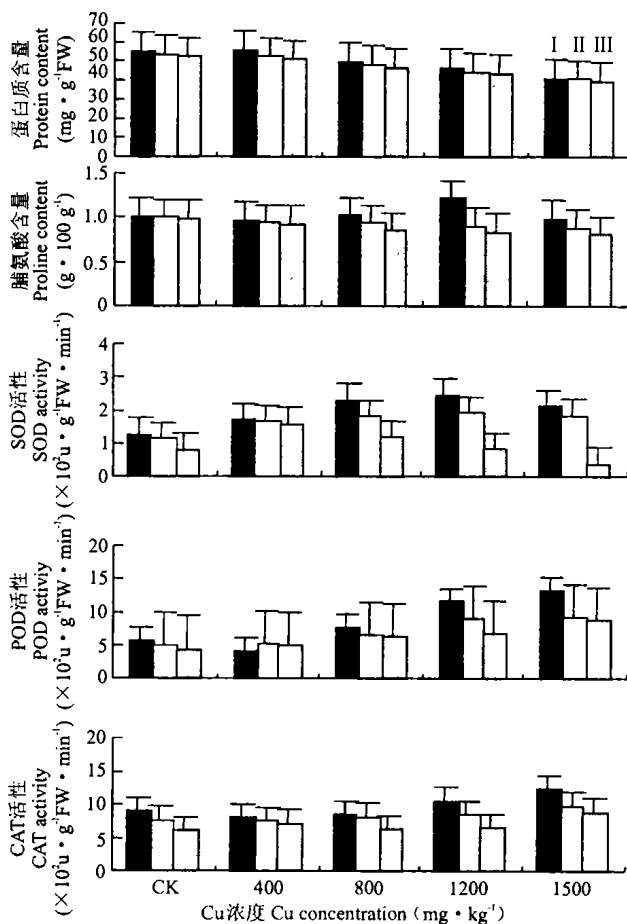 蛋白质含量
Protein content
(mg·g⁻¹FW)
80
70
60
50
40
30
20
10
0
I II III
脯氨酸含量
Proline content
(g·100 g⁻¹)
1.5
1.0
0.5
0
SOD活性
SOD activity
(×10²u·g⁻¹FW·min⁻¹)
4
3
2
1
0
POD活性
POD activiy
(×10²u·g⁻¹FW·min⁻¹)
20
15
10
5
0
CAT活性
CAT activity
(×10²u·g⁻¹FW·min⁻¹)
20
15
10
5
0
CK 400 800 1200 1500
Cu浓度 Cu concentration（mg·kg⁻¹）